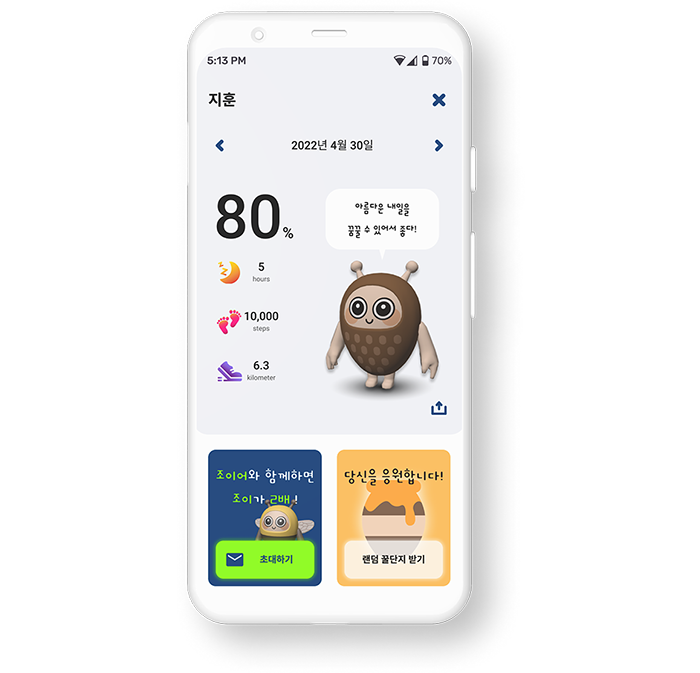 5:13 PM
70%
지훈
2022년 4월 30일
80%
아름다운 내일을
꿈꿀 수 있어서 좋다!
5
hours
10,000
steps
6.3
kilometer
조이어와 함께하면
조이가 2배!
초대하기
당신을 응원합니다!
랜덤 꿀단지 받기